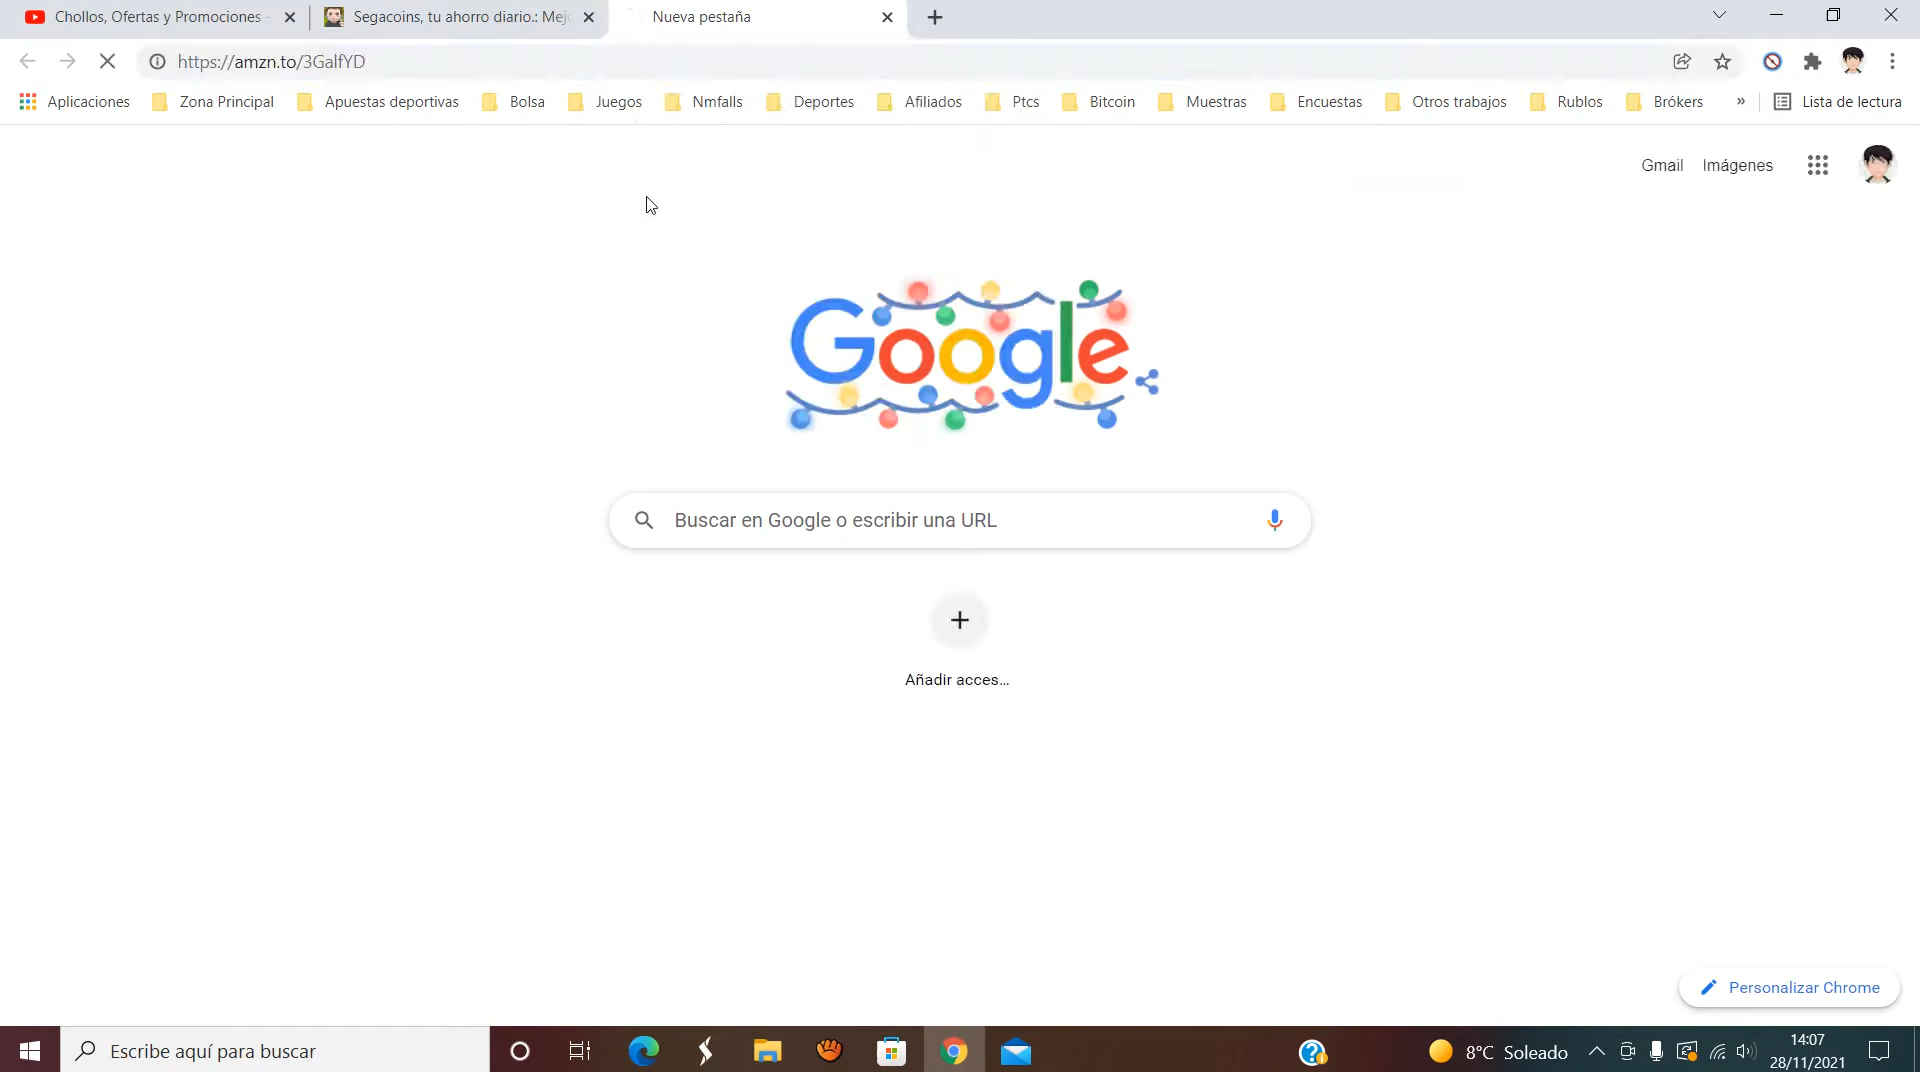 Chollos, Ofertas y Promociones -
Segacoins, tu ahorro diario.: Mejo
Nueva pestaña
https://amzn.to/3GalfYD
Aplicaciones
Zona Principal
Apuestas deportivas
Bolsa
Juegos
Nmfalls
Deportes
Afiliados
Ptcs
Bitcoin
Muestras
Encuestas
Otros trabajos
Rublos
Brókers
»
Lista de lectura
Gmail
Imágenes
Google
Buscar en Google o escribir una URL
Añadir acces...
Personalizar Chrome
Escribe aquí para buscar
8°C Soleado
14:07
28/11/2021